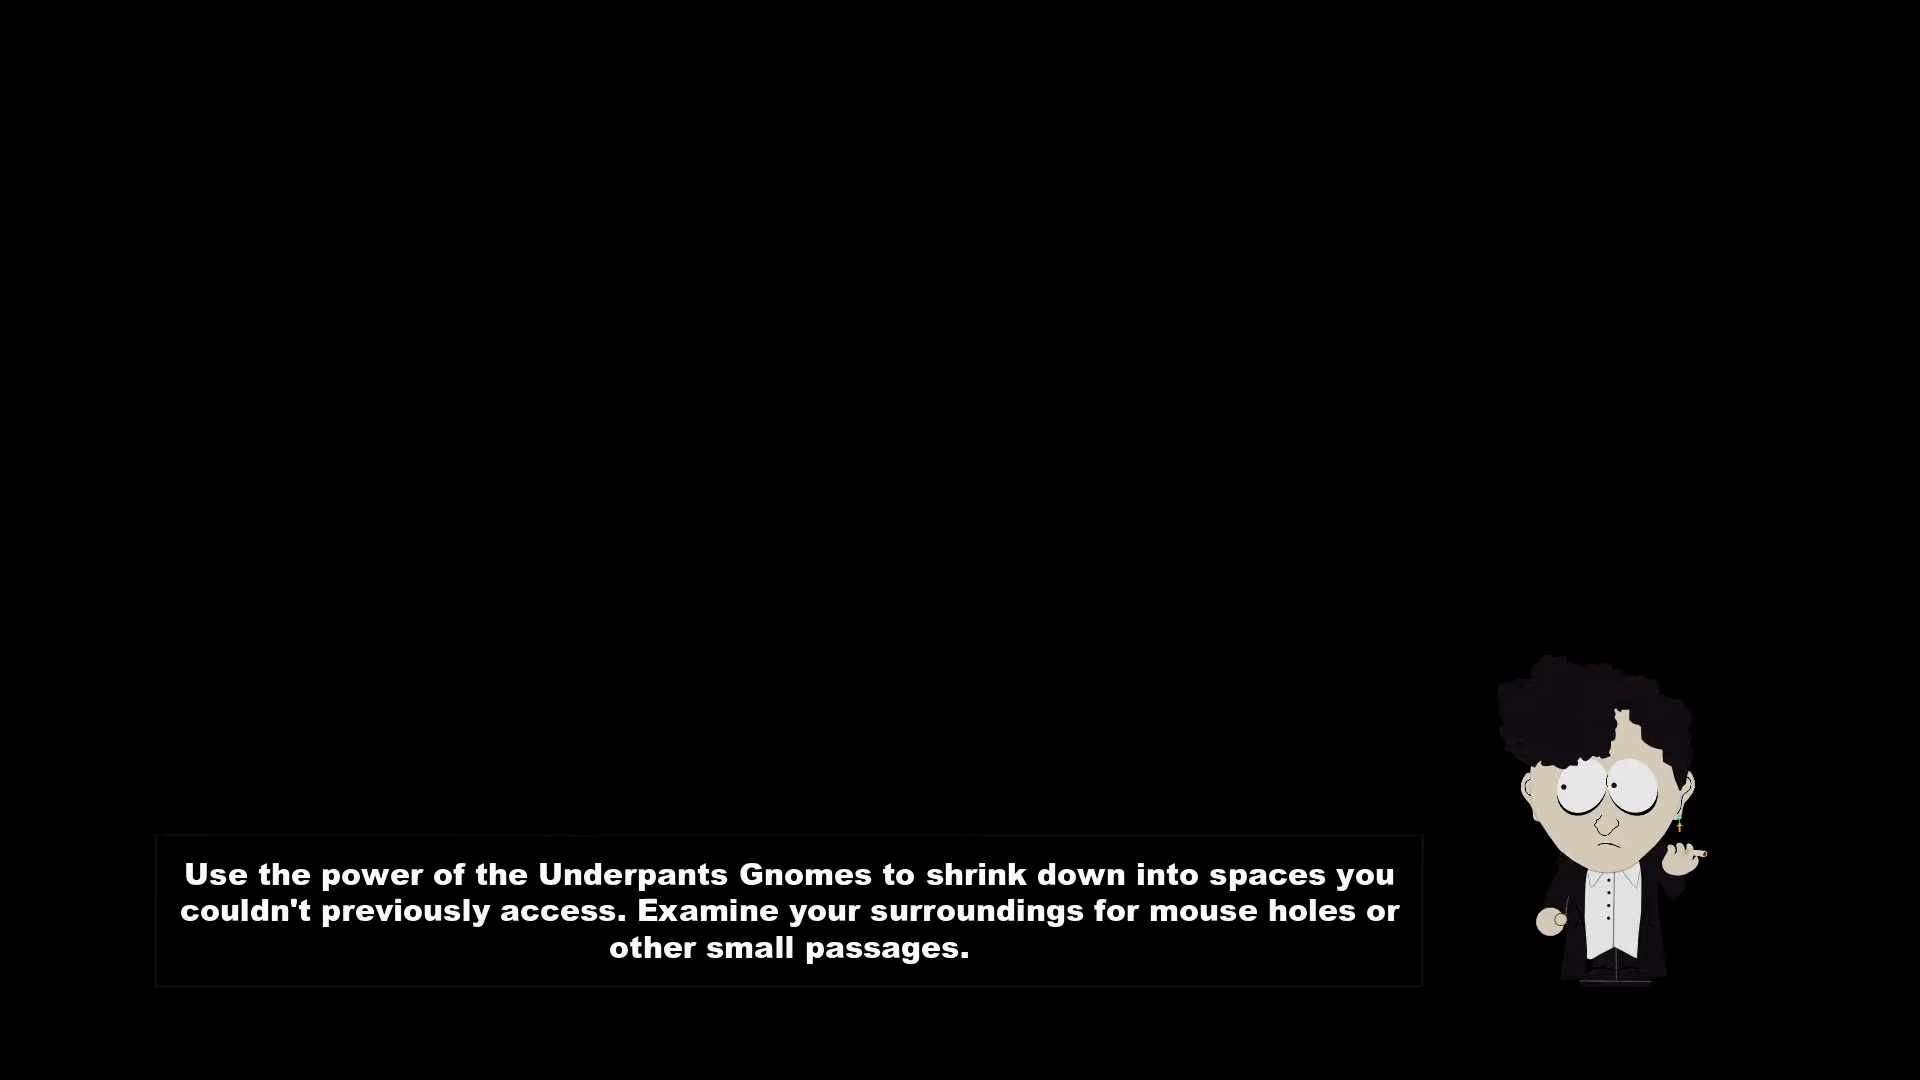 Use the power of the Underpants Gnomes to shrink down into spaces you
couldn't previously access. Examine your surroundings for mouse holes or
other small passages.